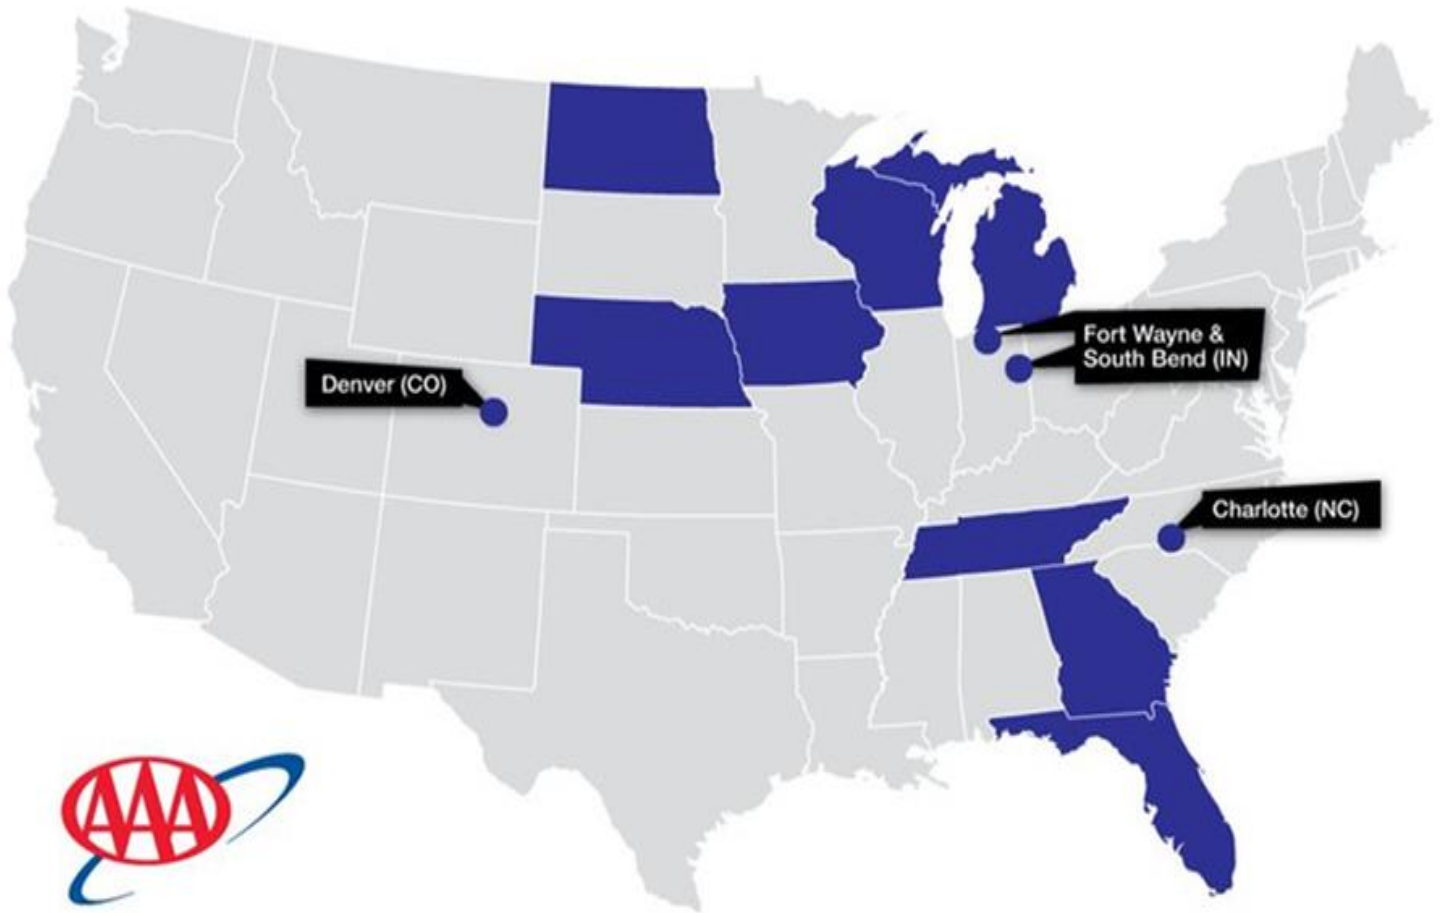 Fort Wayne &
South Bend (IN)
Denver (CO)
Charlotte (NC)
AAA